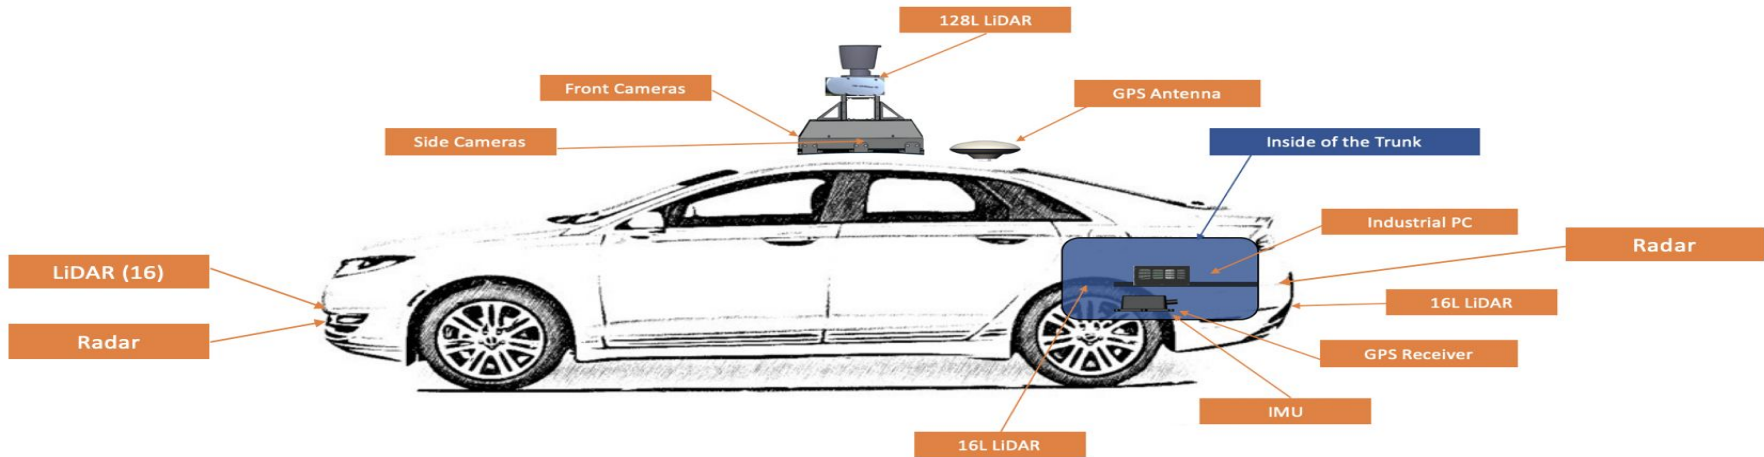 128L LiDAR
Front Cameras
GPS Antenna
Side Cameras
Inside of the Trunk
Industrial PC
Radar
LiDAR (16)
16L LiDAR
Radar
GPS Receiver
IMU
16L LiDAR